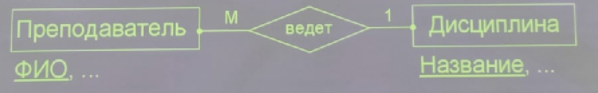 Преподаватель М ведет 1 Дисциплина
ФИО, ... Название, ...